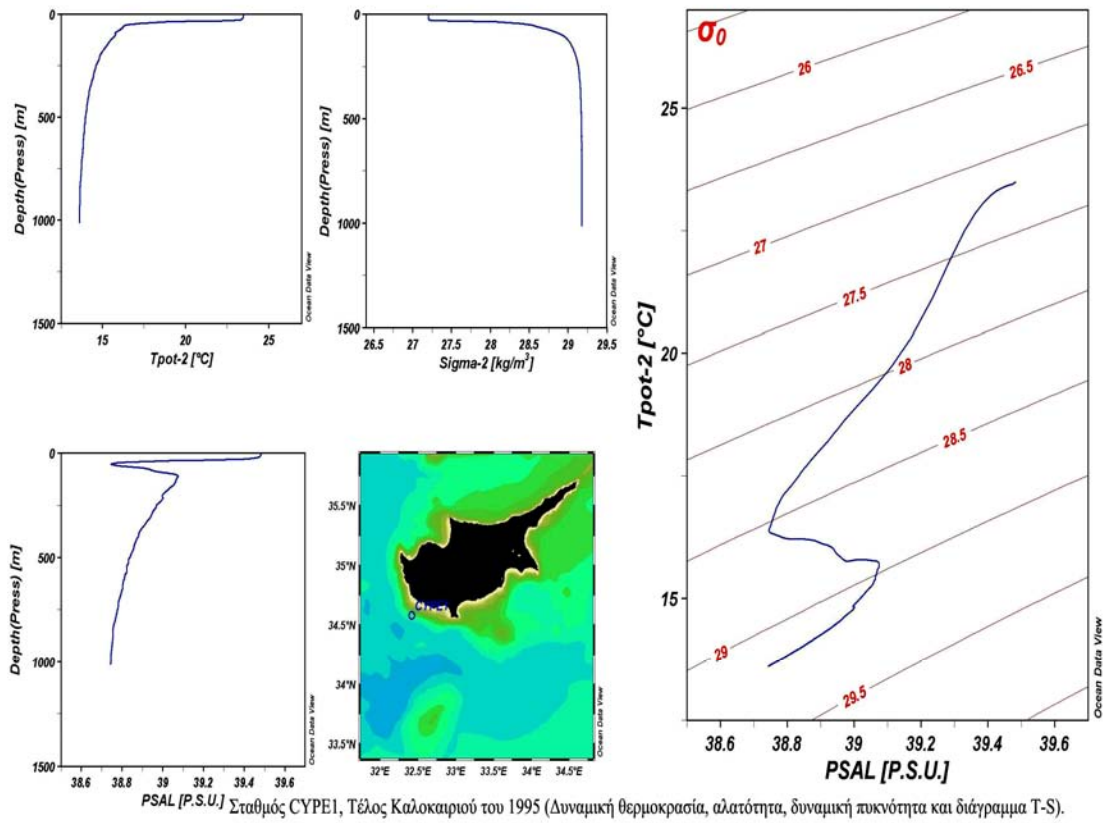 0
500
1000
1500
Depth(Press) [m]
15 20 25
Tpot-2 [°C]
Ocean Data View
0
500
1000
1500
Depth(Press) [m]
26.5 27 27.5 28 28.5 29 29.5
Sigma-2 [kg/m³]
Ocean Data View
σ₀
26
26.5
27
27.5
28
28.5
29
29.5
25
20
15
Tpot-2 [°C]
38.6 38.8 39 39.2 39.4 39.6
PSAL [P.S.U.]
Ocean Data View
0
500
1000
1500
Depth(Press) [m]
38.6 38.8 39 39.2 39.4 39.6
PSAL [P.S.U.]
Ocean Data View
35.5°N
35°N
34.5°N
34°N
33.5°N
CYPE1
32°E 32.5°E 33°E 33.5°E 34°E 34.5°E
Ocean Data View
Σταθμός CYPE1, Τέλος Καλοκαιριού του 1995 (Δυναμική θερμοκρασία, αλατότητα, δυναμική πυκνότητα και διάγραμμα T-S).